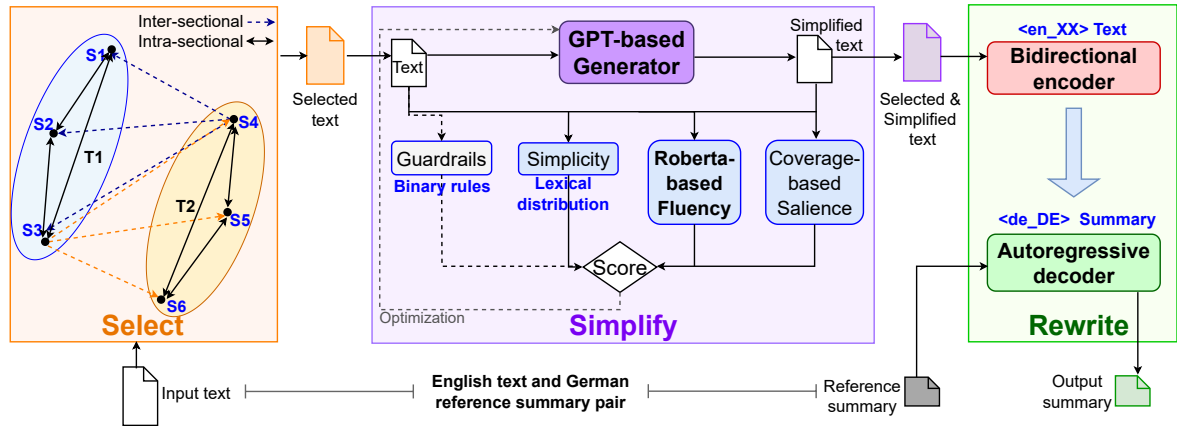 Inter-sectional
Intra-sectional
S1
S2
S4
T1
T2
S3
S5
S6
Select
Selected
text
Text
GPT-based
Generator
Simplified
text
Guardrails
Binary rules
Simplicity
Lexical
distribution
Roberta-
based
Fluency
Coverage-
based
Salience
Score
Optimization
Simplify
Selected &
Simplified
text
<en_XX> Text
Bidirectional
encoder
<de_DE> Summary
Autoregressive
decoder
Rewrite
Input text
English text and German
reference summary pair
Reference
summary
Output
summary